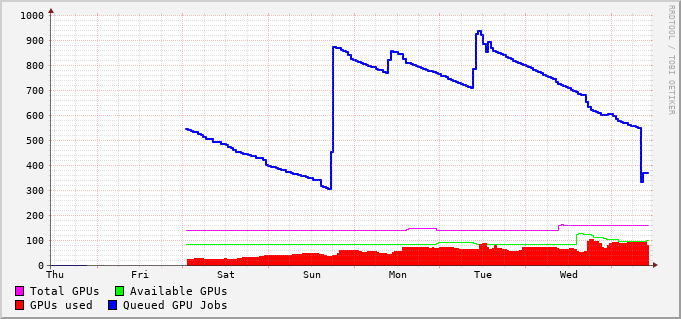 1000
900
800
700
600
500
400
300
200
100
0
Thu Fri Sat Sun Mon Tue Wed
Total GPUs Available GPUs
GPUs used Queued GPU Jobs
RRDTOOL / TOBI OETIKER